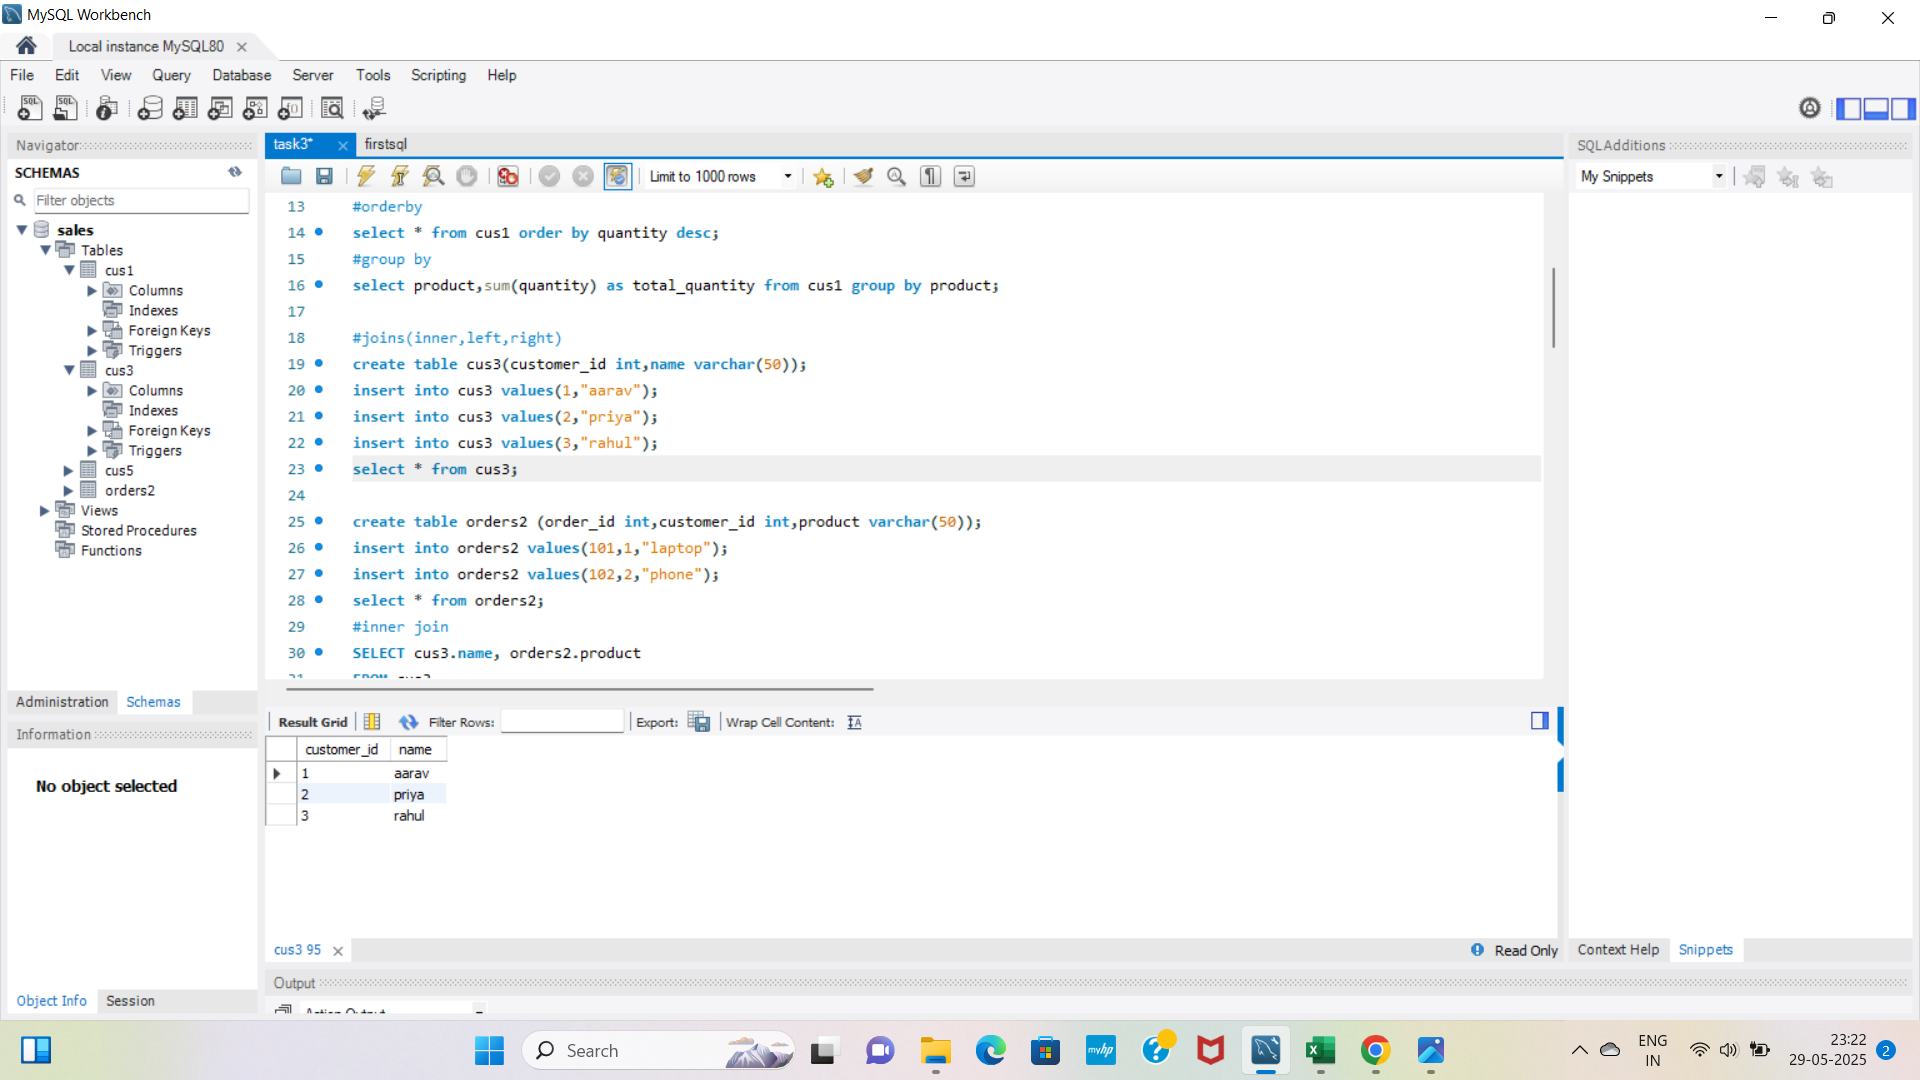 MySQL Workbench
Local instance MySQL80
File Edit View Query Database Server Tools Scripting Help
Navigator
SCHEMAS
Filter objects
sales
Tables
cus1
Columns
Indexes
Foreign Keys
Triggers
cus3
Columns
Indexes
Foreign Keys
Triggers
cus5
orders2
Views
Stored Procedures
Functions
Administration Schemas
Information
No object selected
Object Info Session
task3* firstsql
Limit to 1000 rows
13 #orderby
14 select * from cus1 order by quantity desc;
15 #group by
16 select product,sum(quantity) as total_quantity from cus1 group by product;
17
18 #joins(inner,left,right)
19 create table cus3(customer_id int,name varchar(50));
20 insert into cus3 values(1,"aarav");
21 insert into cus3 values(2,"priya");
22 insert into cus3 values(3,"rahul");
23 select * from cus3;
24
25 create table orders2 (order_id int,customer_id int,product varchar(50));
26 insert into orders2 values(101,1,"laptop");
27 insert into orders2 values(102,2,"phone");
28 select * from orders2;
29 #inner join
30 SELECT cus3.name, orders2.product
31 FROM cus3
Result Grid Filter Rows: Export: Wrap Cell Content:
customer_id name
1 aarav
2 priya
3 rahul
cus3 95 Read Only
Output
Action Output
SQLAdditions
My Snippets
Context Help Snippets
Search
myhp
ENG
IN
23:22
29-05-2025
2